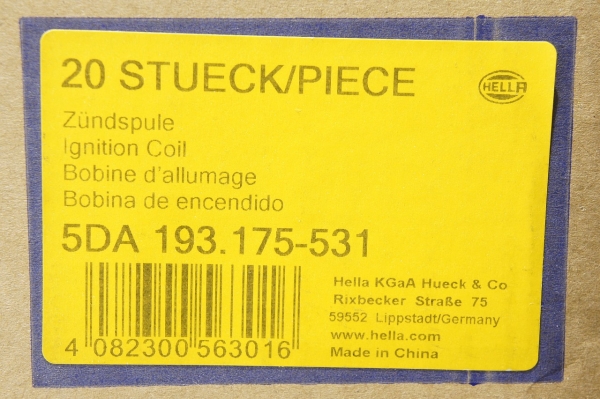 20 STUECK/PIECE
HELLA
Zündspule
Ignition Coil
Bobine d'allumage
Bobina de encendido
5DA 193.175-531
4 082300 563016
Hella KGaA Hueck & Co
Rixbecker Straße 75
59552 Lippstadt/Germany
www.hella.com
Made in China